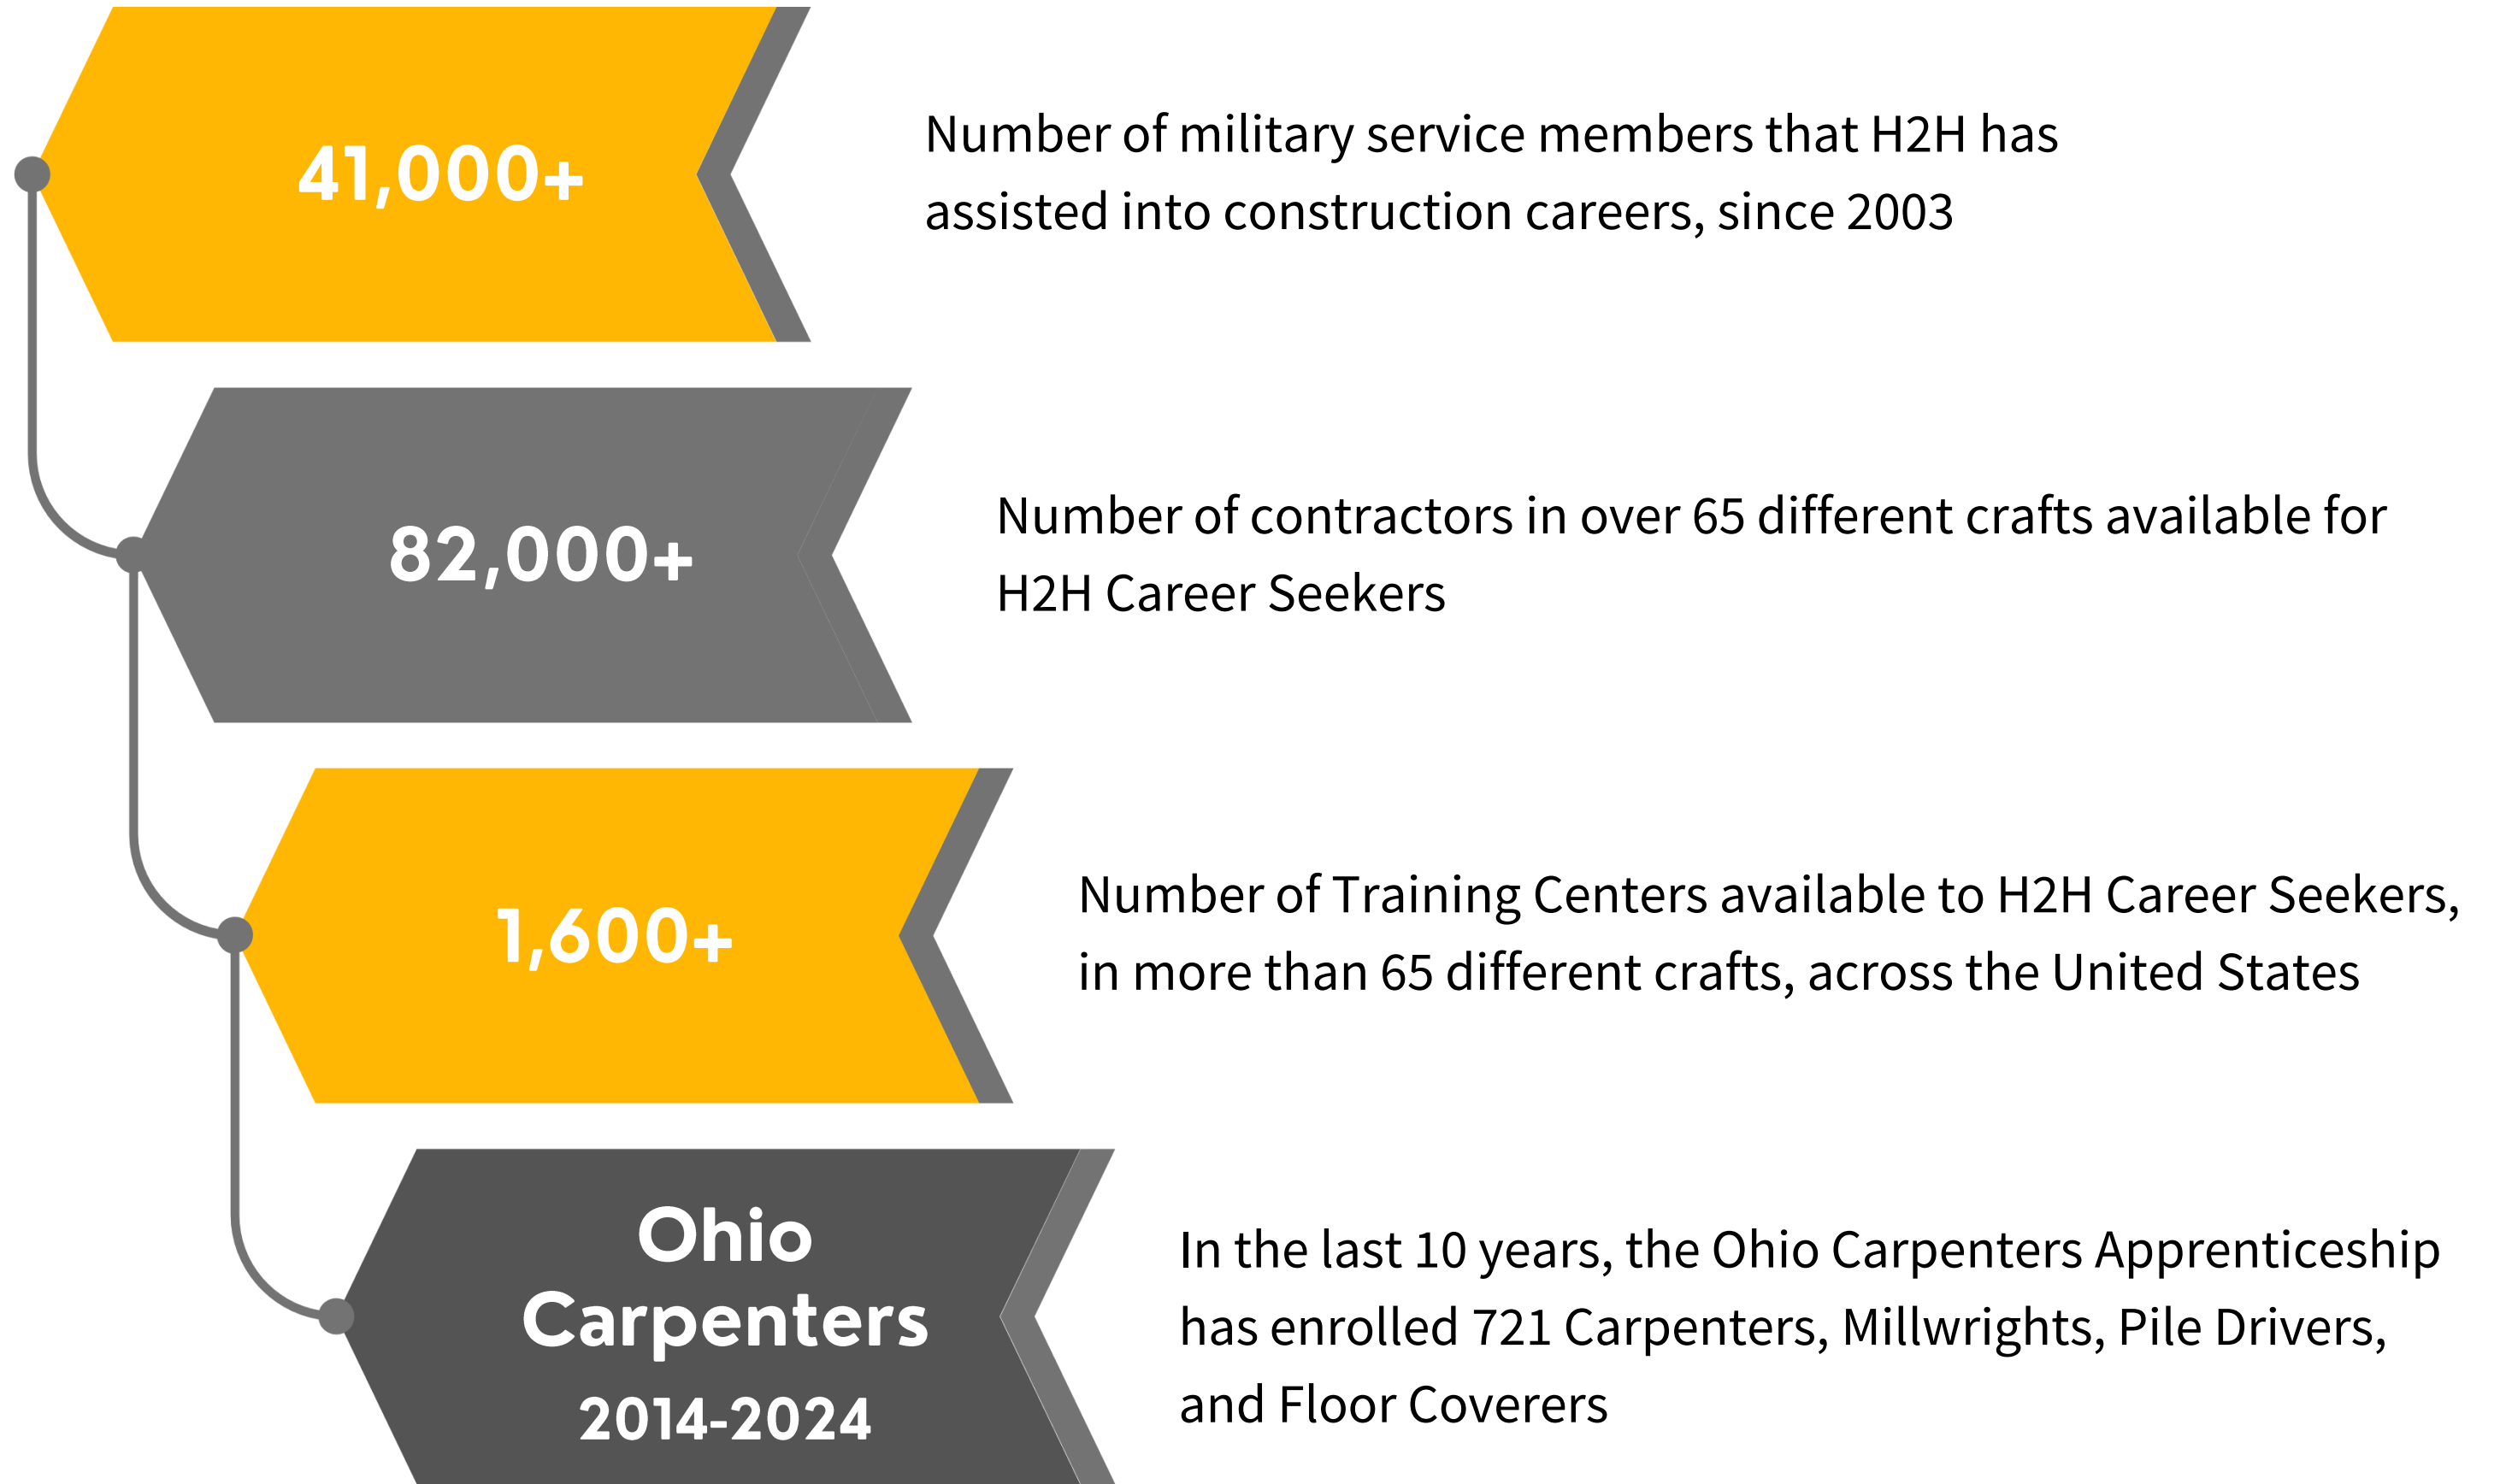 41,000+
Number of military service members that H2H has
assisted into construction careers, since 2003
82,000+
Number of contractors in over 65 different crafts available for
H2H Career Seekers
1,600+
Number of Training Centers available to H2H Career Seekers,
in more than 65 different crafts, across the United States
Ohio
Carpenters
2014-2024
In the last 10 years, the Ohio Carpenters Apprenticeship
has enrolled 721 Carpenters, Millwrights, Pile Drivers,
and Floor Coverers